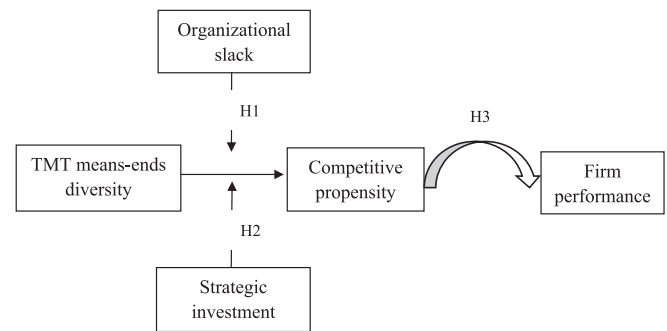 Organizational
slack
H1
H3
TMT means-ends
diversity
Competitive
propensity
Firm
performance
H2
Strategic
investment